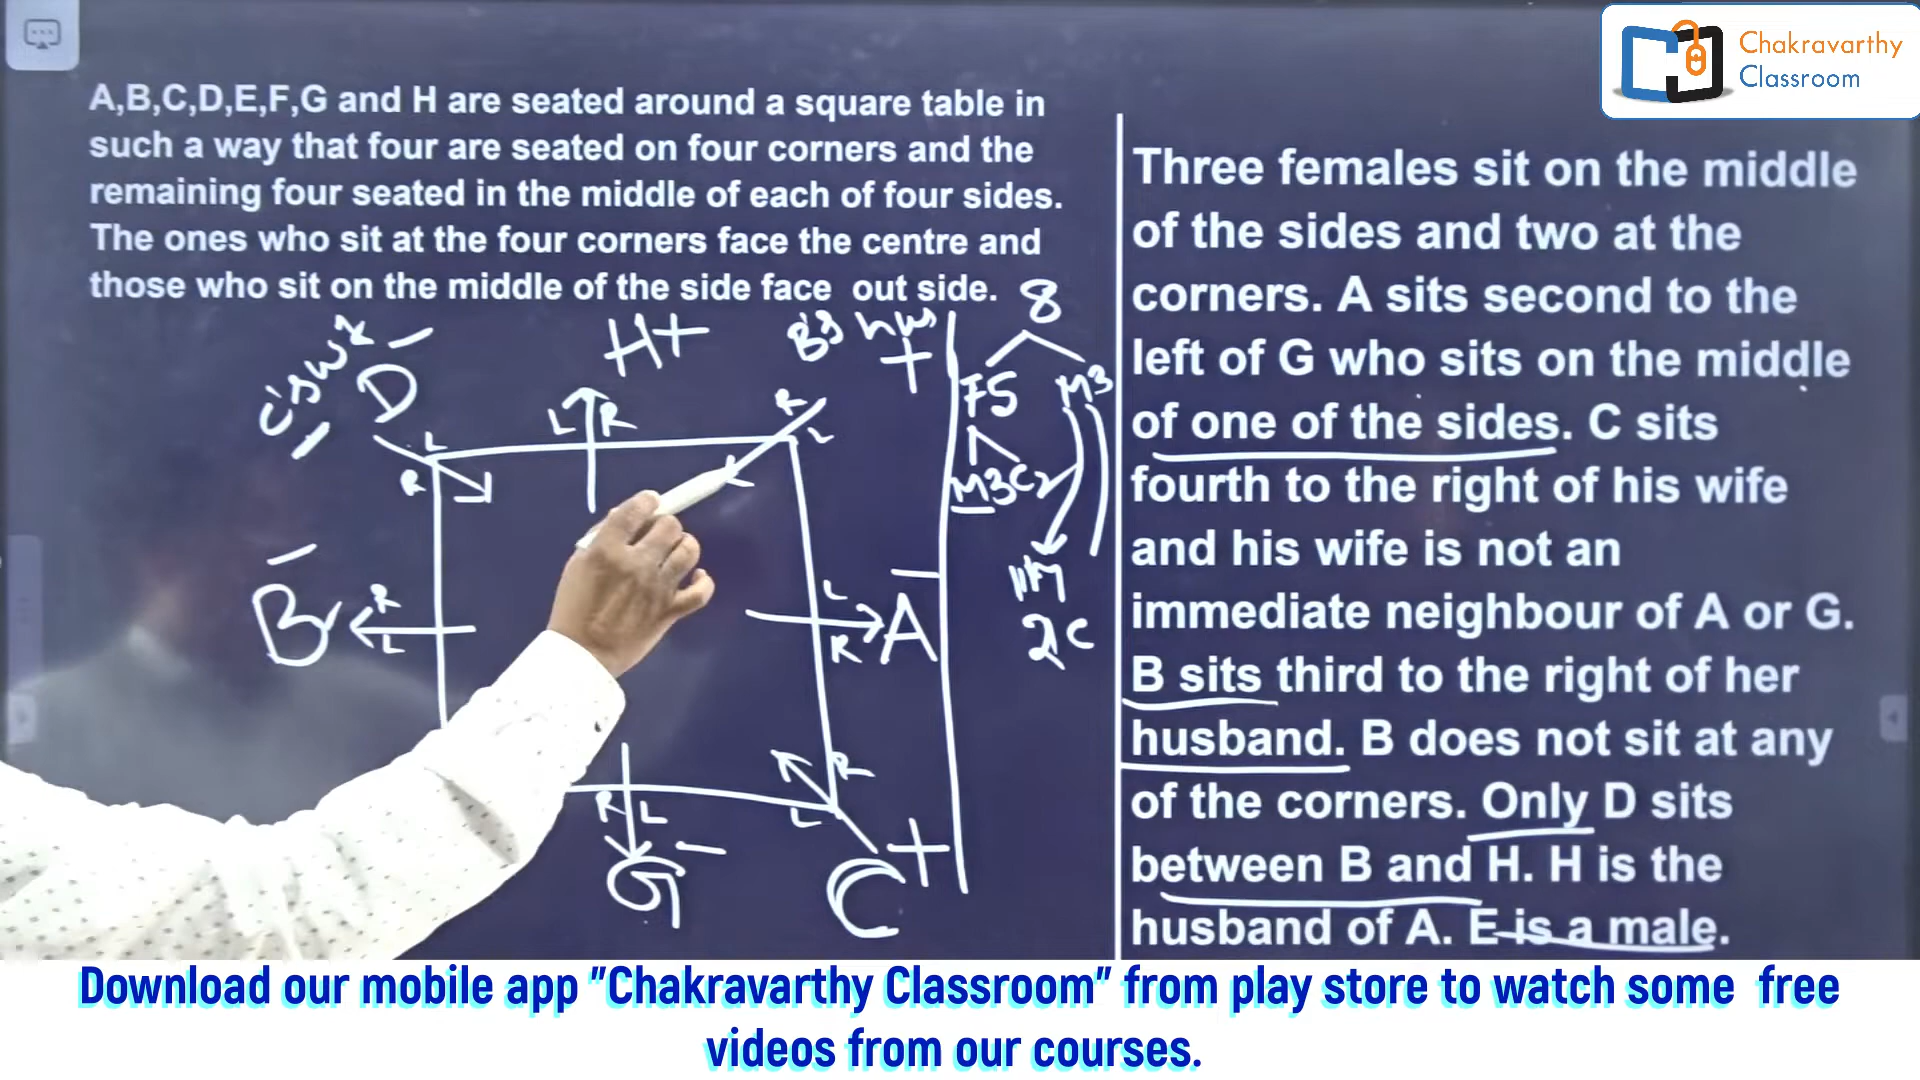 Chakravarthy
Classroom
A,B,C,D,E,F,G and H are seated around a square table in
such a way that four are seated on four corners and the
remaining four seated in the middle of each of four sides.
The ones who sit at the four corners face the centre and
those who sit on the middle of the side face out side.
Three females sit on the middle
of the sides and two at the
corners. A sits second to the
left of G who sits on the middle
of one of the sides. C sits
fourth to the right of his wife
and his wife is not an
immediate neighbour of A or G.
B sits third to the right of her
husband. B does not sit at any
of the corners. Only D sits
between B and H. H is the
husband of A. E is a male.
8
F5 M3
M3 C2
1M
2C
C's w
D -
H+
B's
+
L R
R
L
L
R
B -
R
L
L
R
A -
R L
G -
R
L
C +
Download our mobile app "Chakravarthy Classroom" from play store to watch some free
videos from our courses.